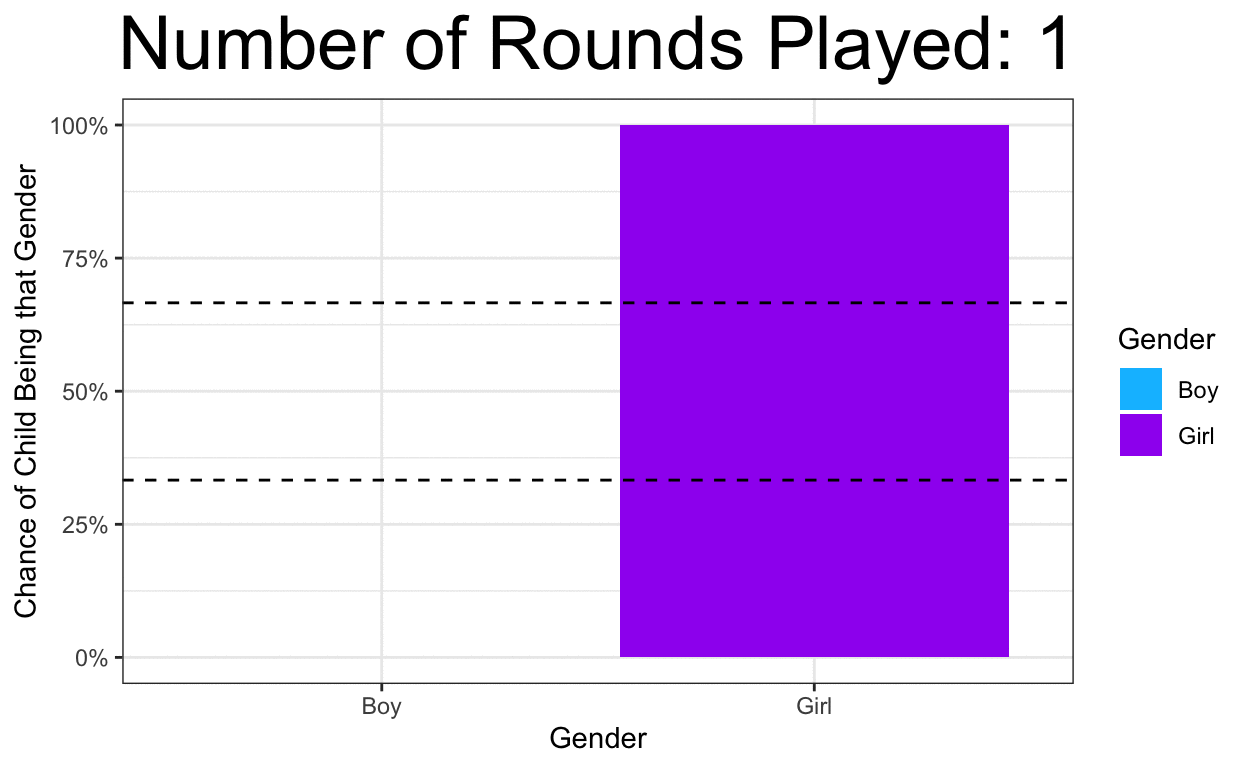 Number of Rounds Played: 1
Chance of Child Being that Gender
100%
75%
50%
25%
0%
Boy
Girl
Gender
Gender
Boy
Girl